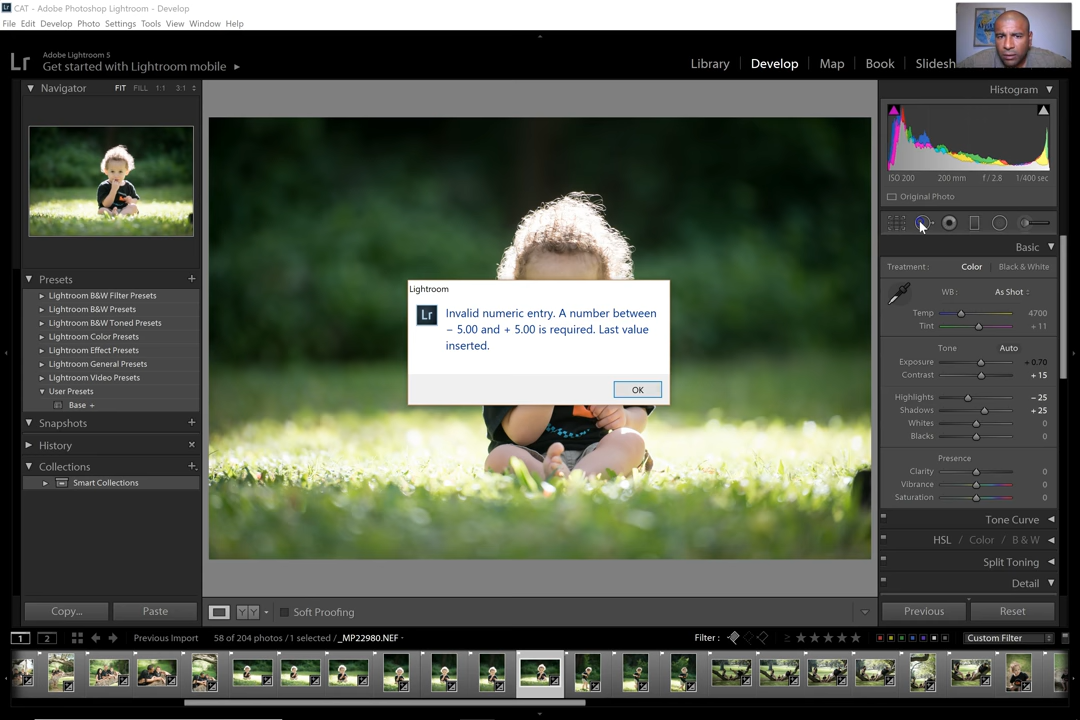 CAT - Adobe Photoshop Lightroom - Develop
File Edit Develop Photo Settings Tools View Window Help
Lr
Adobe Lightroom 5
Get started with Lightroom mobile
Library | Develop | Map | Book | Slidesh
Navigator FIT FILL 1:1 3:1
Presets +
Lightroom B&W Filter Presets
Lightroom B&W Presets
Lightroom B&W Toned Presets
Lightroom Color Presets
Lightroom Effect Presets
Lightroom General Presets
Lightroom Video Presets
User Presets
Base +
Snapshots +
History ×
Collections +
Smart Collections
Copy... Paste
Lightroom
Lr
Invalid numeric entry. A number between
– 5.00 and + 5.00 is required. Last value
inserted.
OK
Y Y Soft Proofing
Histogram
ISO 200 200 mm f / 2.8 1/400 sec
Original Photo
Basic
Treatment : Color | Black & White
WB : As Shot
Temp 4700
Tint + 11
Tone Auto
Exposure + 0.70
Contrast + 15
Highlights – 25
Shadows + 25
Whites 0
Blacks 0
Presence
Clarity 0
Vibrance 0
Saturation 0
Tone Curve
HSL / Color / B & W
Split Toning
Detail
Previous Reset
1 2 Previous Import 58 of 204 photos / 1 selected / _MP22980.NEF Filter : ≥ Custom Filter